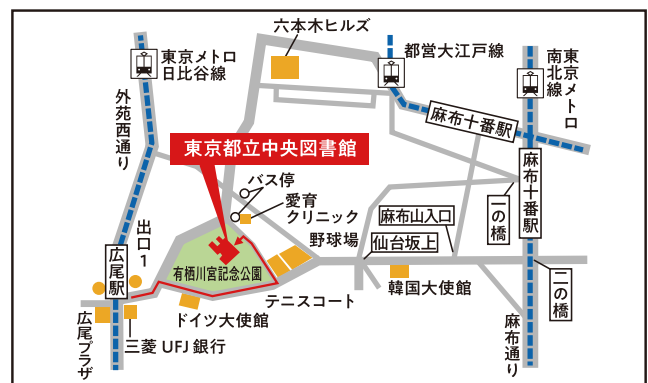 六本木ヒルズ
東京メトロ
日比谷線
都営大江戸線
東京メトロ
南北線
外苑西通り
麻布十番駅
東京都立中央図書館
麻布十番駅
バス停
愛育
クリニック
麻布山入口
一の橋
出口1
野球場
仙台坂上
広尾駅
有栖川宮記念公園
韓国大使館
二の橋
テニスコート
ドイツ大使館
広尾プラザ
三菱UFJ銀行
麻布通り